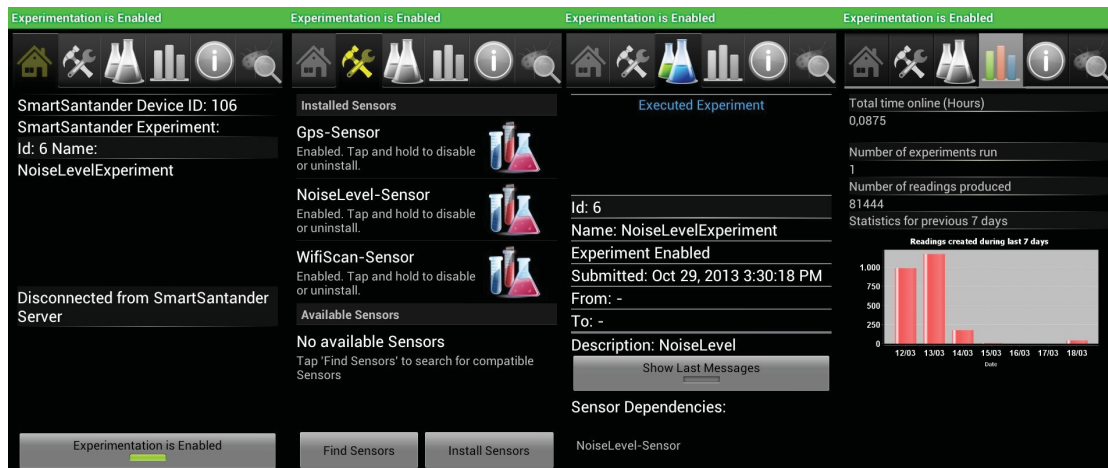 Experimentation is Enabled
SmartSantander Device ID: 106
SmartSantander Experiment:
Id: 6 Name:
NoiseLevelExperiment
Disconnected from SmartSantander
Server
Experimentation is Enabled
Experimentation is Enabled
Installed Sensors
Gps-Sensor
Enabled. Tap and hold to disable
or uninstall.
NoiseLevel-Sensor
Enabled. Tap and hold to disable
or uninstall.
WifiScan-Sensor
Enabled. Tap and hold to disable
or uninstall.
Available Sensors
No available Sensors
Tap 'Find Sensors' to search for compatible
Sensors
Find Sensors
Install Sensors
Experimentation is Enabled
Executed Experiment
Id: 6
Name: NoiseLevelExperiment
Experiment Enabled
Submitted: Oct 29, 2013 3:30:18 PM
From: -
To: -
Description: NoiseLevel
Show Last Messages
Sensor Dependencies:
NoiseLevel-Sensor
Experimentation is Enabled
Total time online (Hours)
0,0875
Number of experiments run
1
Number of readings produced
81444
Statistics for previous 7 days
Readings created during last 7 days
1.000
750
500
250
0
12/03 13/03 14/03 15/03 16/03 17/03 18/03
Date